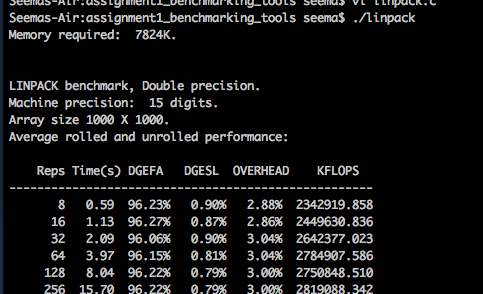 Seemas-Air:assignment1_benchmarking_tools seema$ vi linpack.c
Seemas-Air:assignment1_benchmarking_tools seema$ ./linpack
Memory required:  7824K.
LINPACK benchmark, Double precision.
Machine precision:  15 digits.
Array size 1000 X 1000.
Average rolled and unrolled performance:
Reps Time(s) DGEFA   DGESL  OVERHEAD    KFLOPS
----------------------------------------------------
8   0.59  96.23%   0.90%   2.88%  2342919.858
16   1.13  96.27%   0.87%   2.86%  2449630.836
32   2.09  96.06%   0.90%   3.04%  2642377.023
64   3.97  96.15%   0.81%   3.04%  2784907.586
128   8.04  96.22%   0.79%   3.00%  2750848.510
256  15.70  96.22%   0.79%   3.00%  2819088.342